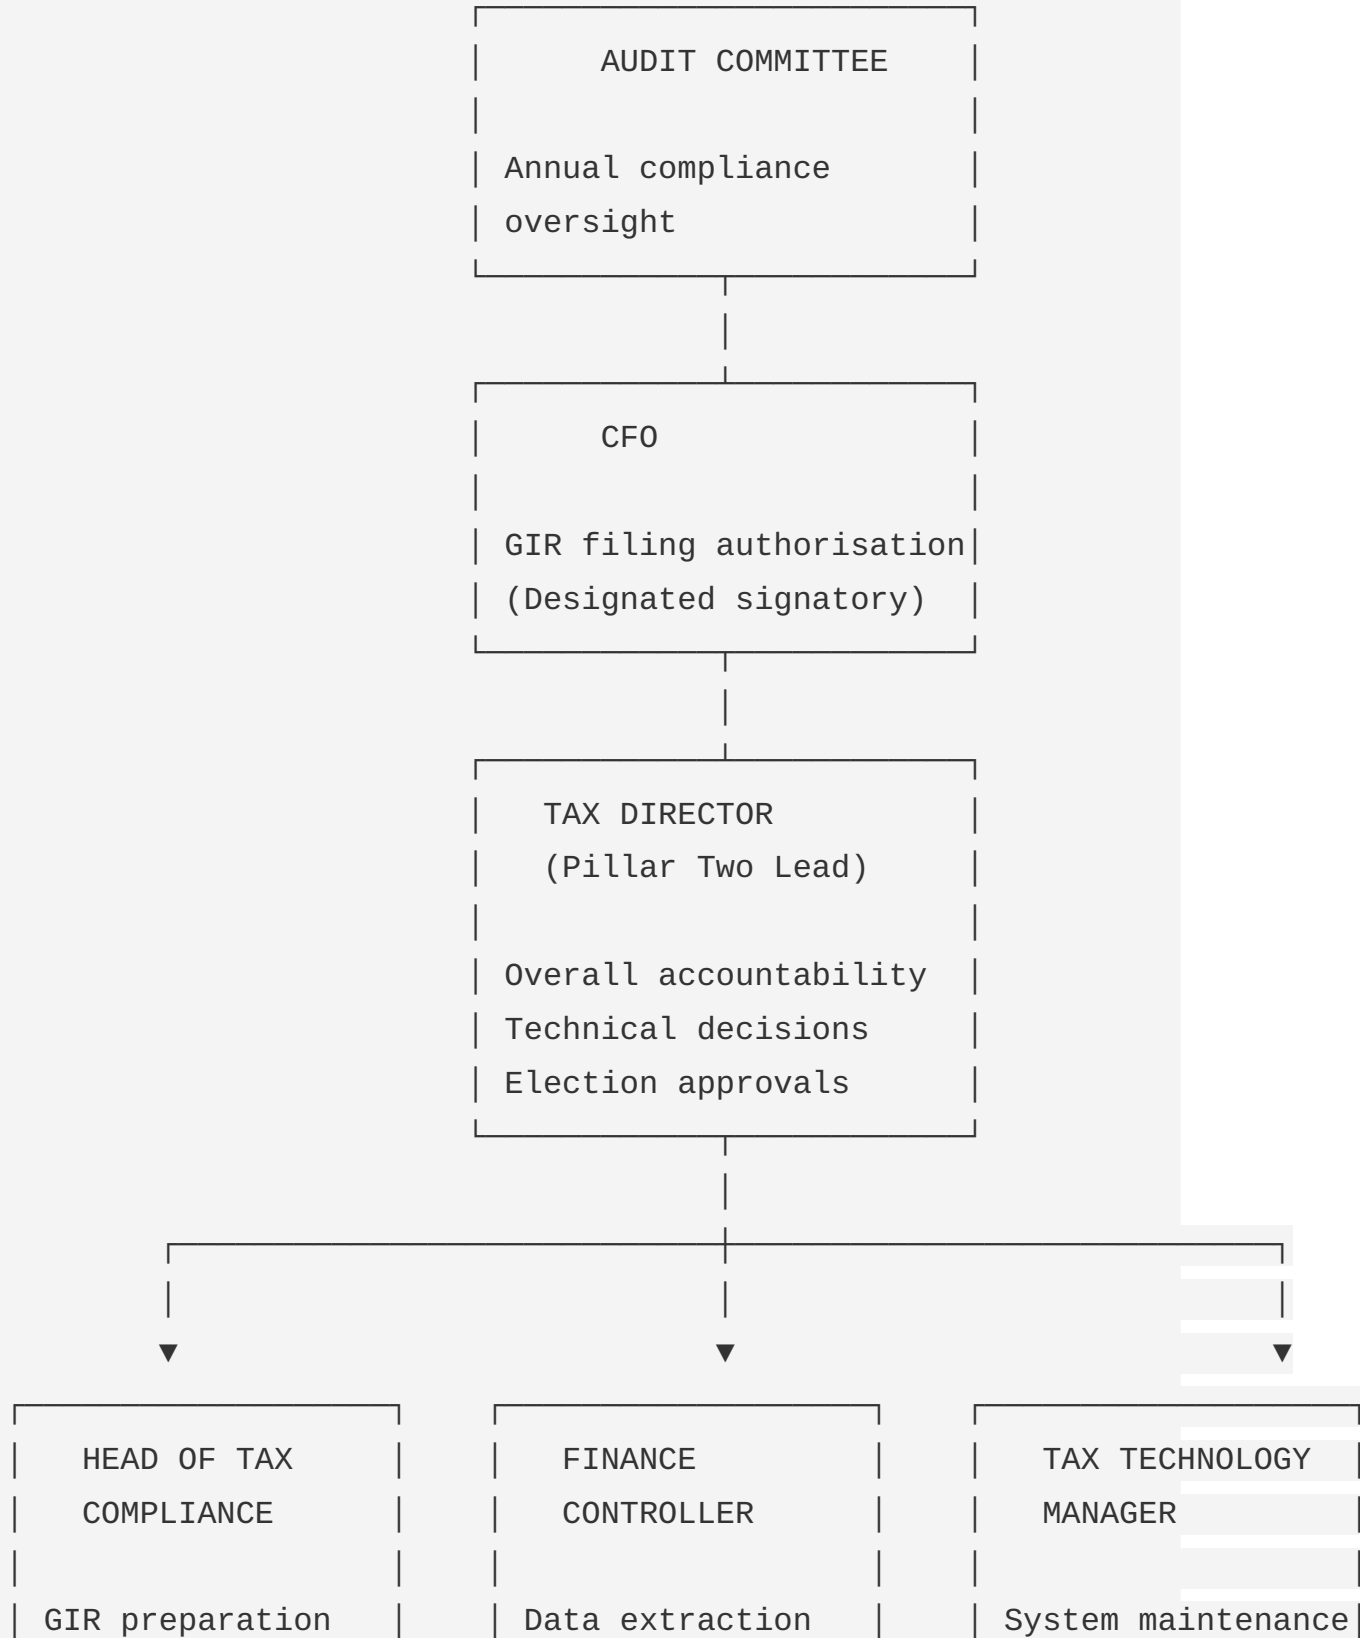 AUDIT COMMITTEE
Annual compliance
oversight
CFO
GIR filing authorisation
(Designated signatory)
TAX DIRECTOR
(Pillar Two Lead)
Overall accountability
Technical decisions
Election approvals
HEAD OF TAX
COMPLIANCE
GIR preparation
FINANCE
CONTROLLER
Data extraction
TAX TECHNOLOGY
MANAGER
System maintenance